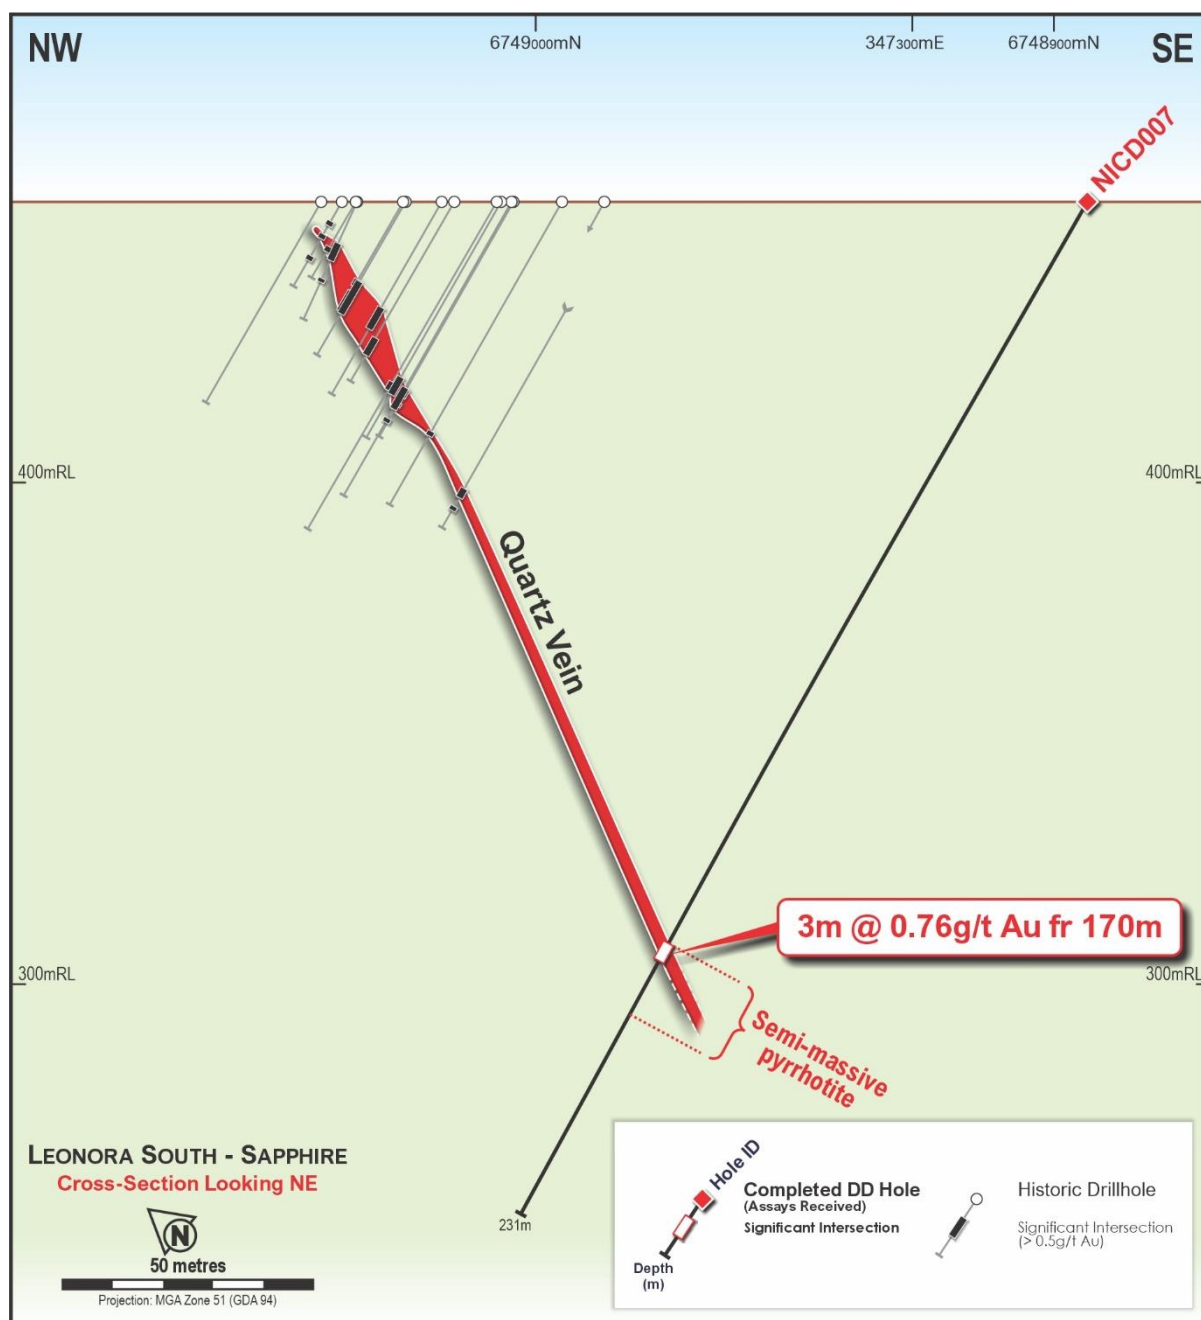 NW
6749000mN
347300mE
6748900mN
SE
NICD007
400mRL
400mRL
Quartz Vein
3m @ 0.76g/t Au fr 170m
300mRL
300mRL
Semi-massive
pyrrhotite
231m
LEONORA SOUTH - SAPPHIRE
Cross-Section Looking NE
N
50 metres
Projection: MGA Zone 51 (GDA 94)
Hole ID
Completed DD Hole
(Assays Received)
Significant Intersection
Depth
(m)
Historic Drillhole
Significant Intersection
(> 0.5g/t Au)